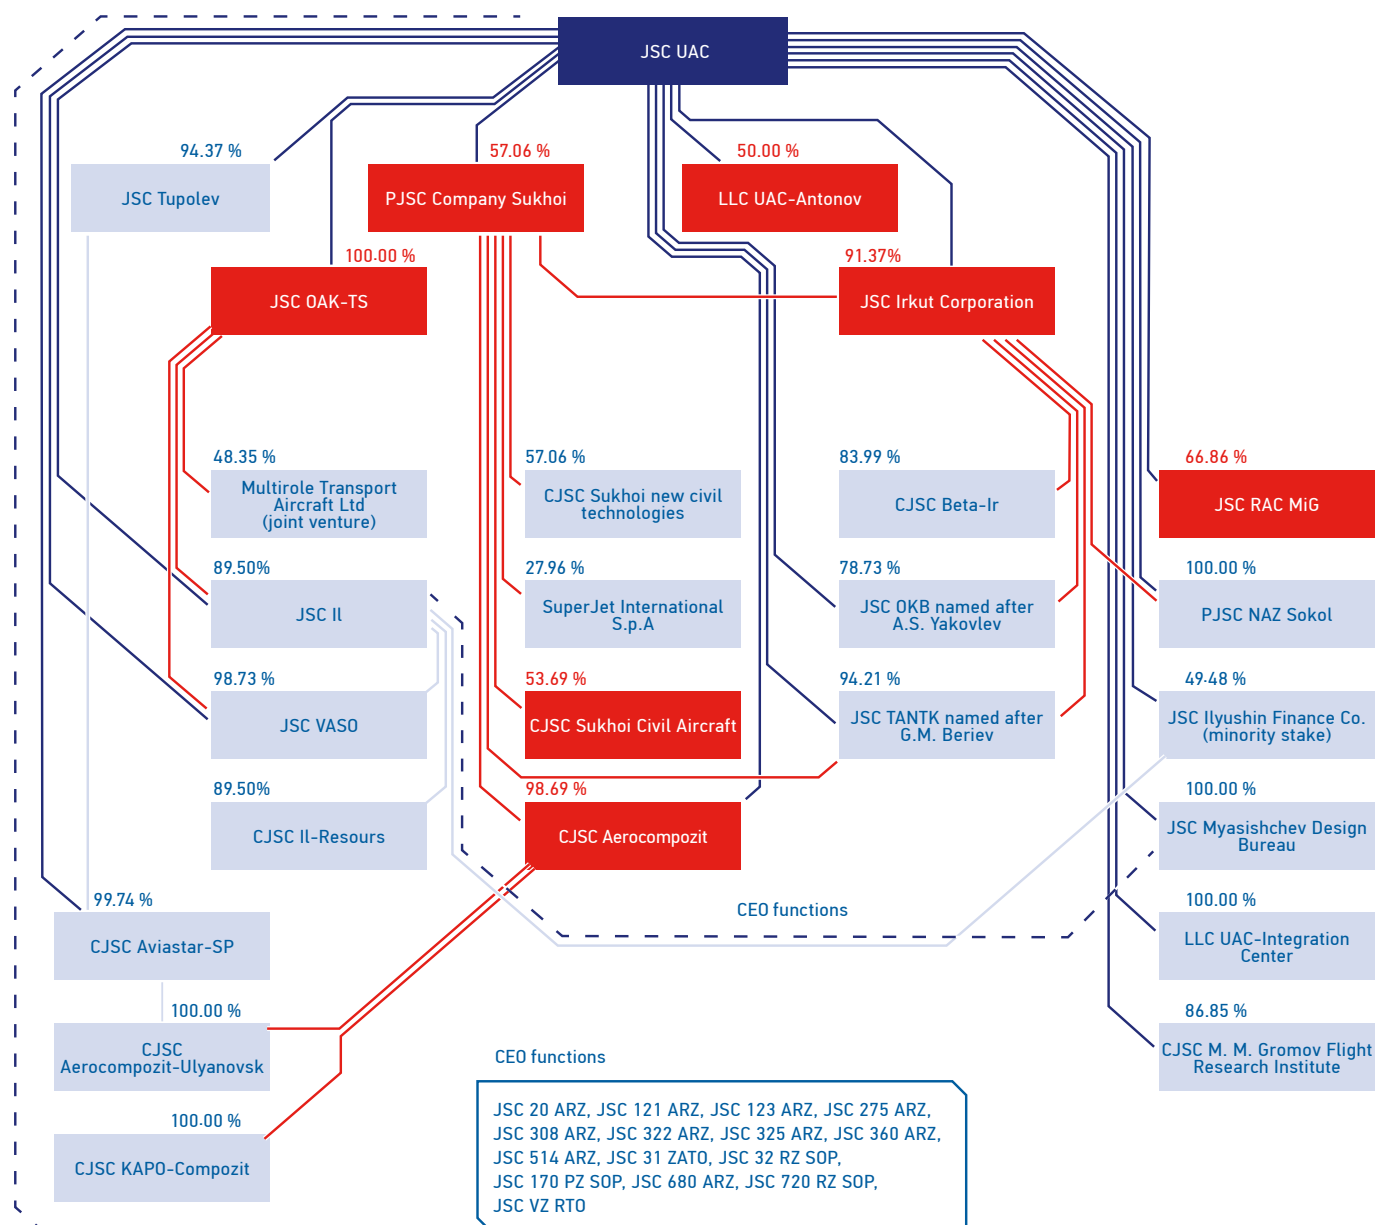 JSC UAC
94.37 %
JSC Tupolev
57.06 %
PJSC Company Sukhoi
50.00 %
LLC UAC-Antonov
100.00 %
JSC OAK-TS
91.37%
JSC Irkut Corporation
48.35 %
Multirole Transport
Aircraft Ltd
(joint venture)
57.06 %
CJSC Sukhoi new civil
technologies
83.99 %
CJSC Beta-Ir
66.86 %
JSC RAC MiG
89.50%
JSC Il
27.96 %
SuperJet International
S.p.A
78.73 %
JSC OKB named after
A.S. Yakovlev
100.00 %
PJSC NAZ Sokol
98.73 %
JSC VASO
53.69 %
CJSC Sukhoi Civil Aircraft
94.21 %
JSC TANTK named after
G.M. Beriev
49.48 %
JSC Ilyushin Finance Co.
(minority stake)
89.50%
CJSC Il-Resours
98.69 %
CJSC Aerocompozit
100.00 %
JSC Myasishchev Design
Bureau
99.74 %
CJSC Aviastar-SP
CEO functions
100.00 %
LLC UAC-Integration
Center
100.00 %
CJSC
Aerocompozit-Ulyanovsk
86.85 %
CJSC M. M. Gromov Flight
Research Institute
100.00 %
CJSC KAPO-Compozit
CEO functions
JSC 20 ARZ, JSC 121 ARZ, JSC 123 ARZ, JSC 275 ARZ,
JSC 308 ARZ, JSC 322 ARZ, JSC 325 ARZ, JSC 360 ARZ,
JSC 514 ARZ, JSC 31 ZATO, JSC 32 RZ SOP,
JSC 170 PZ SOP, JSC 680 ARZ, JSC 720 RZ SOP,
JSC VZ RTO